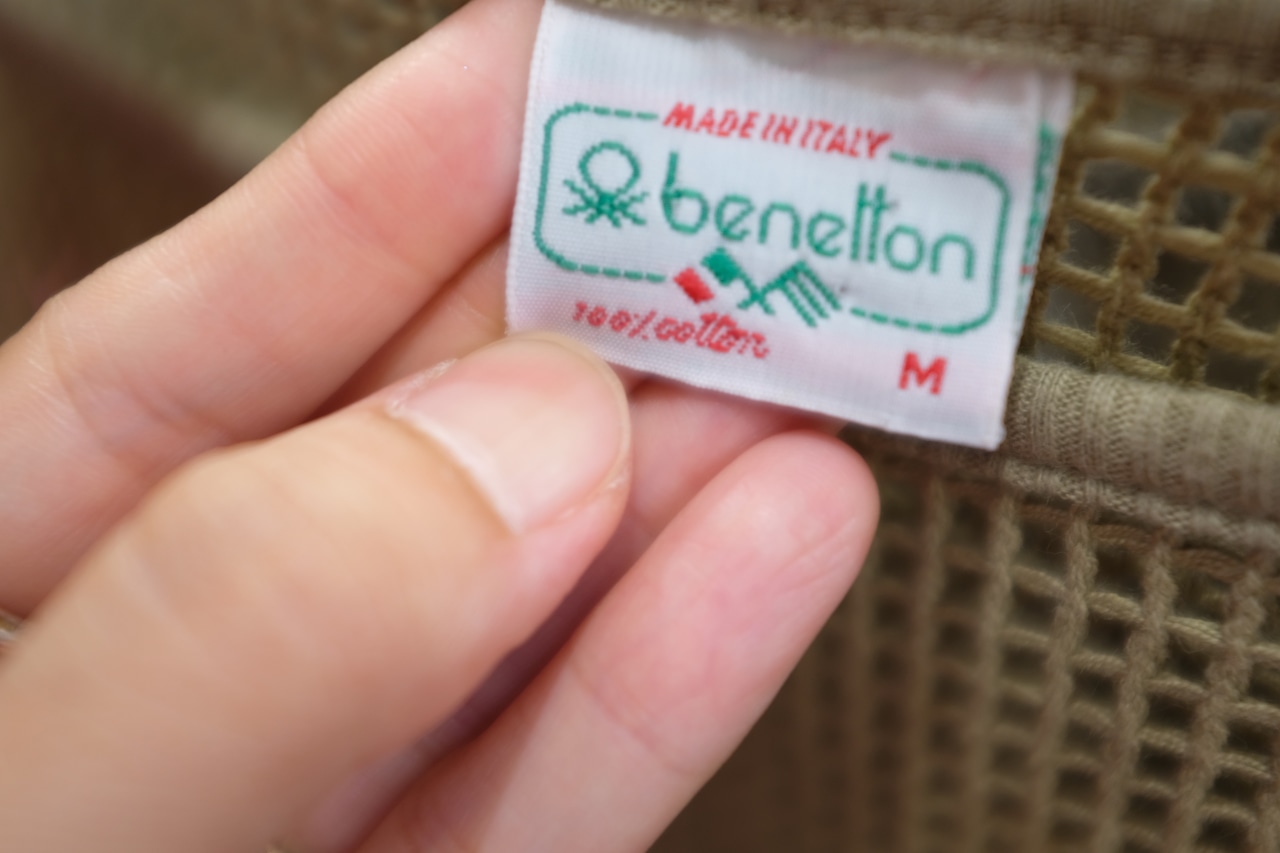 MADE IN ITALY
benetton
100% cotton
M